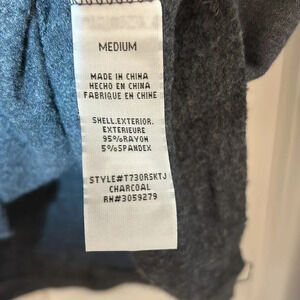 MEDIUM
MADE IN CHINA
HECHO EN CHINA
FABRIQUE EN CHINE
SHELL.EXTERIOR.
EXTERIEURE
95%RAYON
5%SPANDEX
STYLE#T730RSKTJ
CHARCOAL
RN#3059279